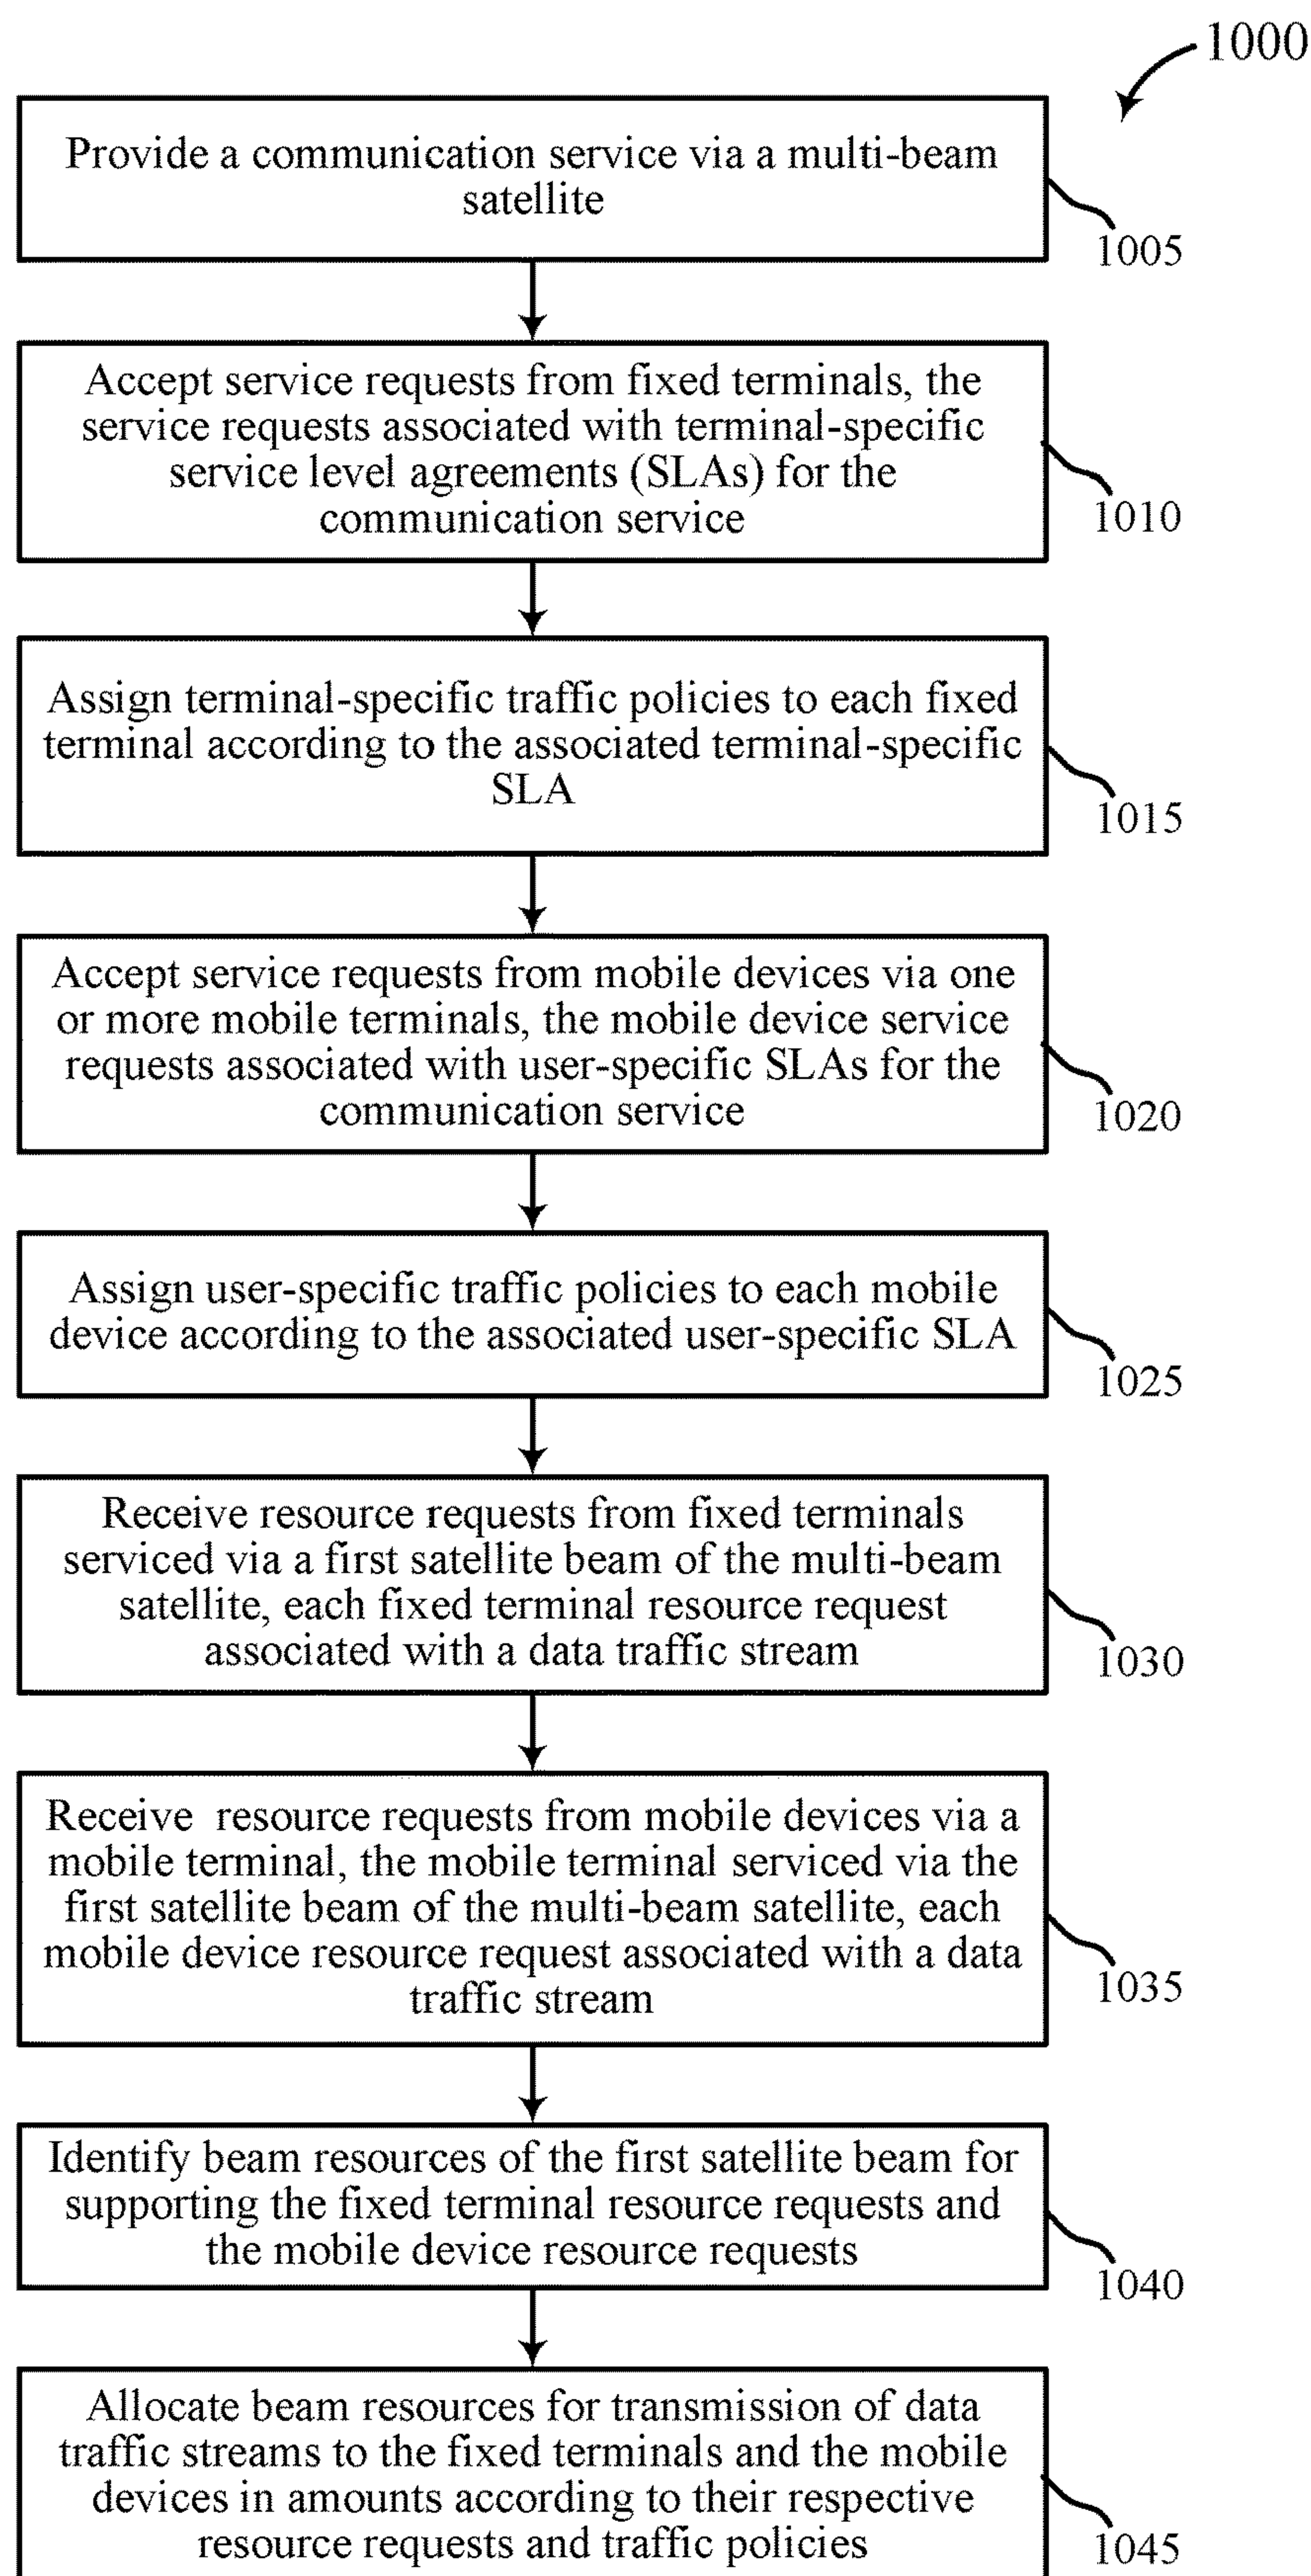 1000
Provide a communication service via a multi-beam
satellite
1005
Accept service requests from fixed terminals, the
service requests associated with terminal-specific
service level agreements (SLAs) for the
communication service
1010
Assign terminal-specific traffic policies to each fixed
terminal according to the associated terminal-specific
SLA
1015
Accept service requests from mobile devices via one
or more mobile terminals, the mobile device service
requests associated with user-specific SLAs for the
communication service
1020
Assign user-specific traffic policies to each mobile
device according to the associated user-specific SLA
1025
Receive resource requests from fixed terminals
serviced via a first satellite beam of the multi-beam
satellite, each fixed terminal resource request
associated with a data traffic stream
1030
Receive resource requests from mobile devices via a
mobile terminal, the mobile terminal serviced via the
first satellite beam of the multi-beam satellite, each
mobile device resource request associated with a data
traffic stream
1035
Identify beam resources of the first satellite beam for
supporting the fixed terminal resource requests and
the mobile device resource requests
1040
Allocate beam resources for transmission of data
traffic streams to the fixed terminals and the mobile
devices in amounts according to their respective
resource requests and traffic policies
1045